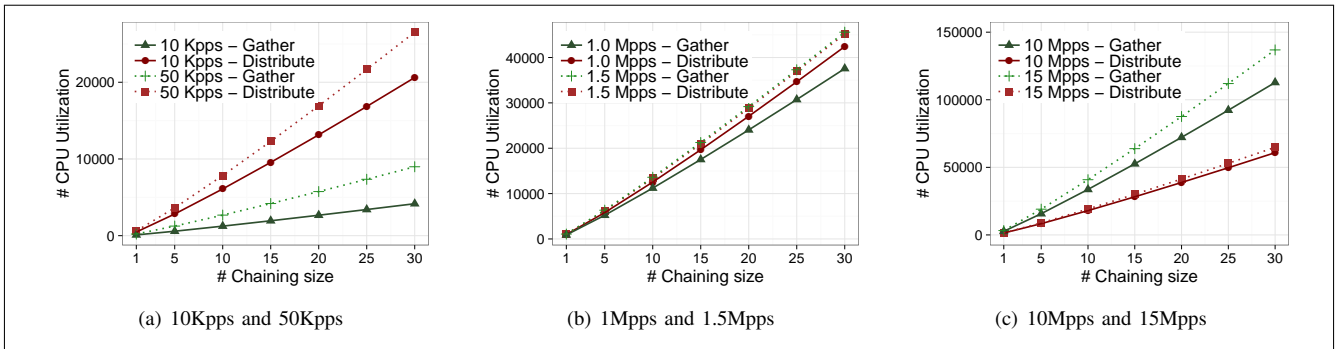 # CPU Utilization
20000
10000
0
10 Kpps − Gather
10 Kpps − Distribute
50 Kpps − Gather
50 Kpps − Distribute
1 5 10 15 20 25 30
# Chaining size
(a) 10Kpps and 50Kpps
# CPU Utilization
40000
30000
20000
10000
0
1.0 Mpps − Gather
1.0 Mpps − Distribute
1.5 Mpps − Gather
1.5 Mpps − Distribute
1 5 10 15 20 25 30
# Chaining size
(b) 1Mpps and 1.5Mpps
# CPU Utilization
150000
100000
50000
0
10 Mpps − Gather
10 Mpps − Distribute
15 Mpps − Gather
15 Mpps − Distribute
1 5 10 15 20 25 30
# Chaining size
(c) 10Mpps and 15Mpps